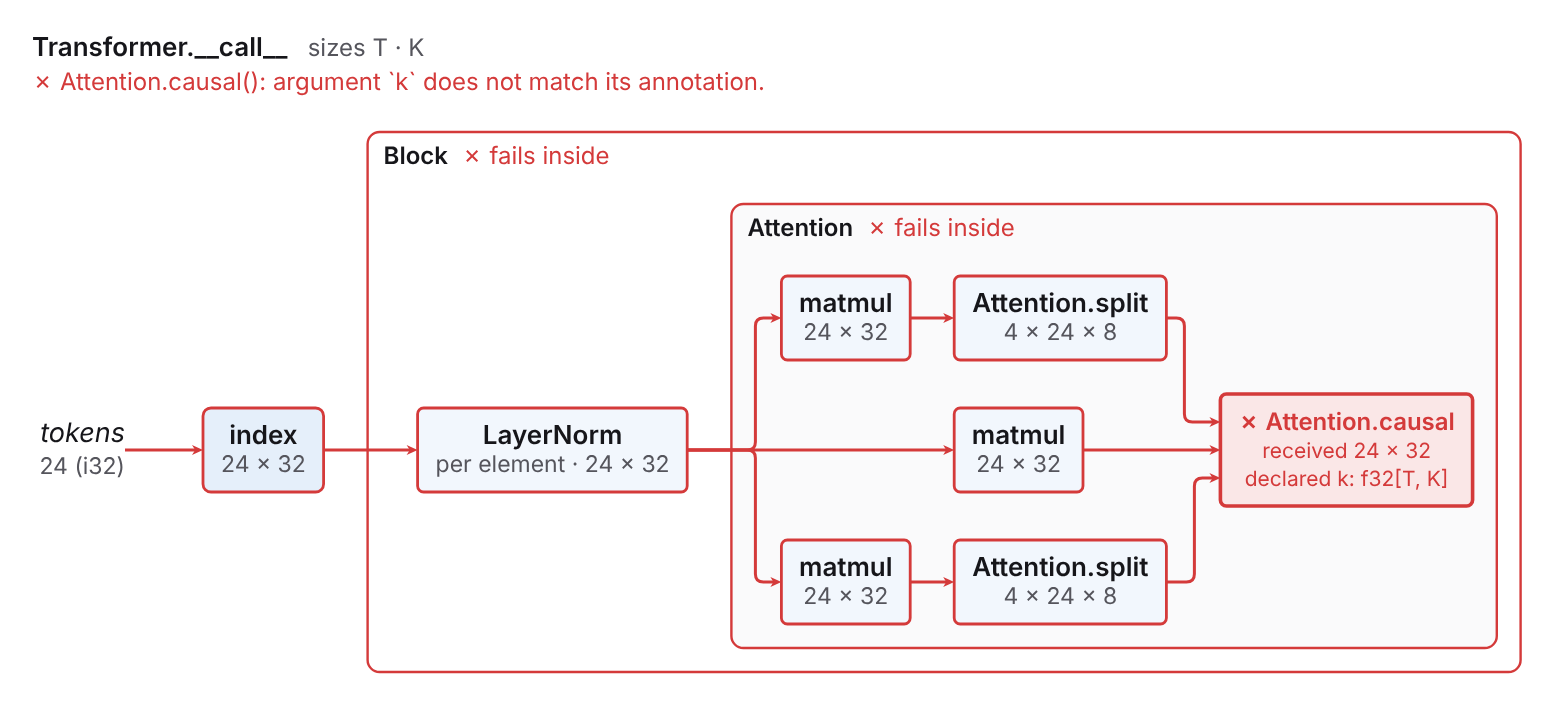 Transformer.__call__ sizes T · K
× Attention.causal(): argument `k` does not match its annotation.
Block × fails inside
Attention × fails inside
matmul
24 × 32
Attention.split
4 × 24 × 8
tokens
24 (i32)
index
24 × 32
LayerNorm
per element · 24 × 32
matmul
24 × 32
× Attention.causal
received 24 × 32
declared k: f32[T, K]
matmul
24 × 32
Attention.split
4 × 24 × 8